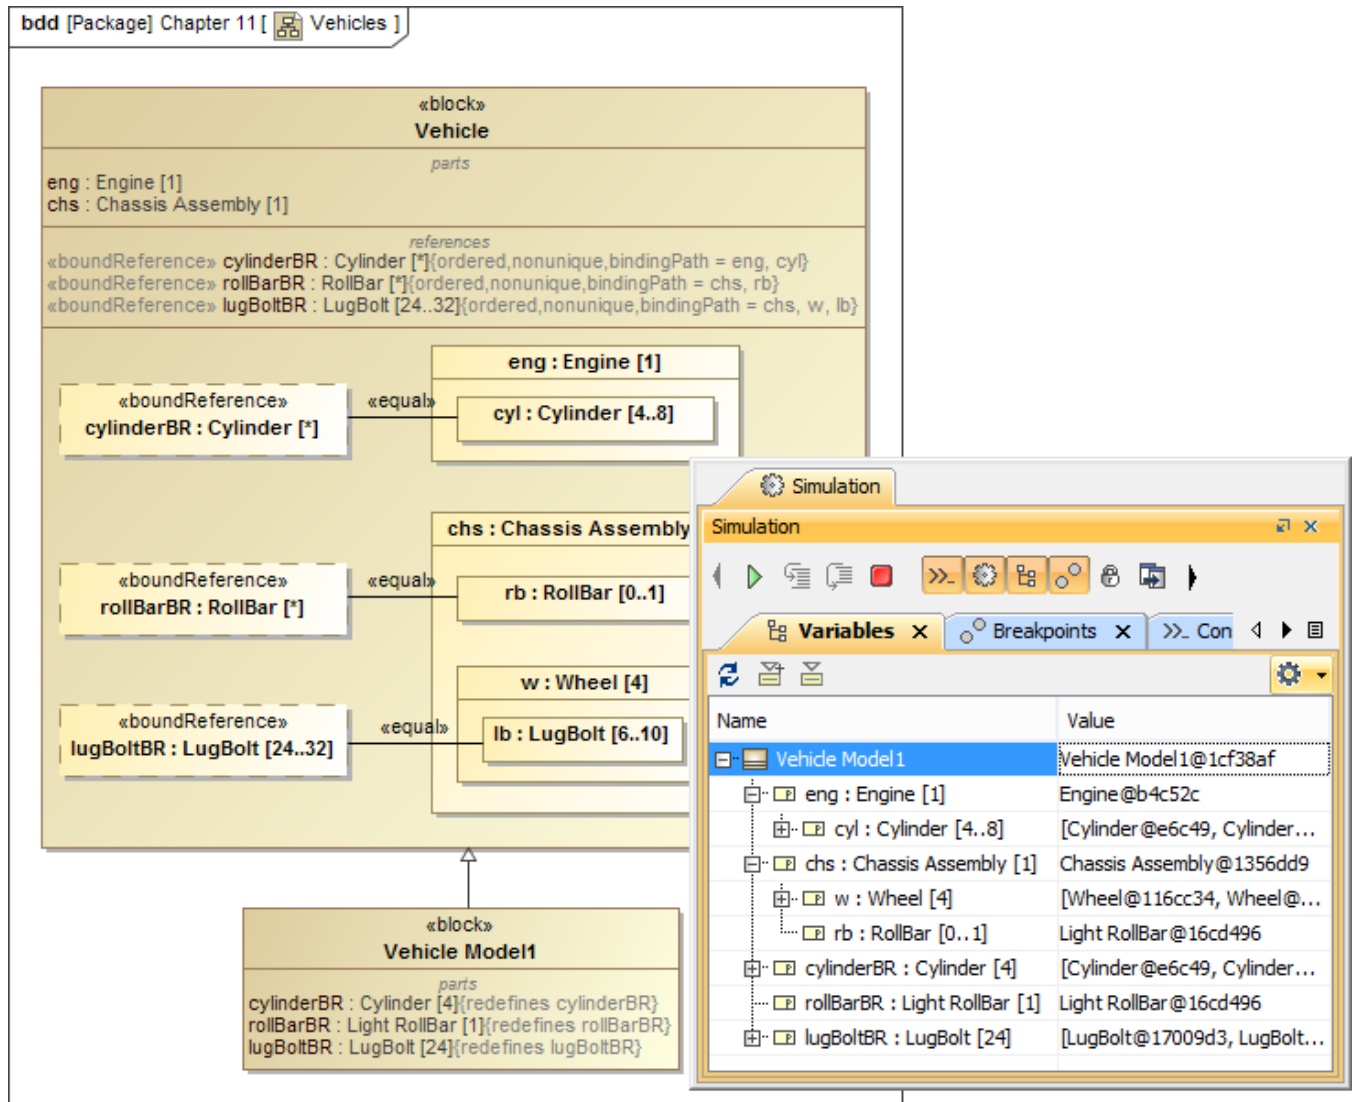 bdd [Package] Chapter 11 [ Vehicles ]
«block»
Vehicle
parts
eng : Engine [1]
chs : Chassis Assembly [1]
references
«boundReference» cylinderBR : Cylinder [*]{ordered,nonunique,bindingPath = eng, cyl}
«boundReference» rollBarBR : RollBar [*]{ordered,nonunique,bindingPath = chs, rb}
«boundReference» lugBoltBR : LugBolt [24..32]{ordered,nonunique,bindingPath = chs, w, lb}
eng : Engine [1]
«boundReference»
cylinderBR : Cylinder [*]
«equal»
cyl : Cylinder [4..8]
chs : Chassis Assembly
«boundReference»
rollBarBR : RollBar [*]
«equal»
rb : RollBar [0..1]
w : Wheel [4]
«boundReference»
lugBoltBR : LugBolt [24..32]
«equal»
lb : LugBolt [6..10]
«block»
Vehicle Model1
parts
cylinderBR : Cylinder [4]{redefines cylinderBR}
rollBarBR : Light RollBar [1]{redefines rollBarBR}
lugBoltBR : LugBolt [24]{redefines lugBoltBR}
Simulation
Simulation
Variables Breakpoints Con
Name Value
Vehicle Model1 Vehicle Model1@1cf38af
eng : Engine [1] Engine@b4c52c
cyl : Cylinder [4..8] [Cylinder@e6c49, Cylinder...
chs : Chassis Assembly [1] Chassis Assembly@1356dd9
w : Wheel [4] [Wheel@116cc34, Wheel@...
rb : RollBar [0..1] Light RollBar@16cd496
cylinderBR : Cylinder [4] [Cylinder@e6c49, Cylinder...
rollBarBR : Light RollBar [1] Light RollBar@16cd496
lugBoltBR : LugBolt [24] [LugBolt@17009d3, LugBolt...